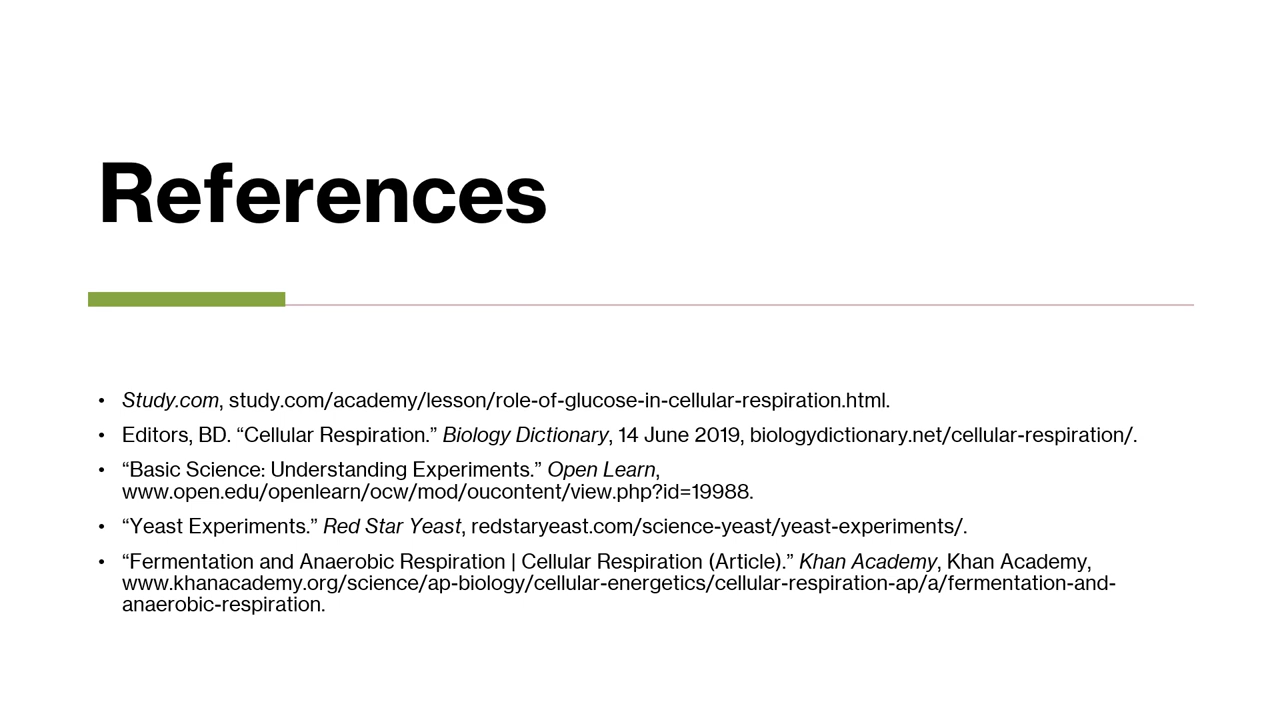 References
• Study.com, study.com/academy/lesson/role-of-glucose-in-cellular-respiration.html.
• Editors, BD. “Cellular Respiration.” Biology Dictionary, 14 June 2019, biologydictionary.net/cellular-respiration/.
• “Basic Science: Understanding Experiments.” Open Learn,
www.open.edu/openlearn/ocw/mod/oucontent/view.php?id=19988.
• “Yeast Experiments.” Red Star Yeast, redstaryeast.com/science-yeast/yeast-experiments/.
• “Fermentation and Anaerobic Respiration | Cellular Respiration (Article).” Khan Academy, Khan Academy,
www.khanacademy.org/science/ap-biology/cellular-energetics/cellular-respiration-ap/a/fermentation-and-
anaerobic-respiration.